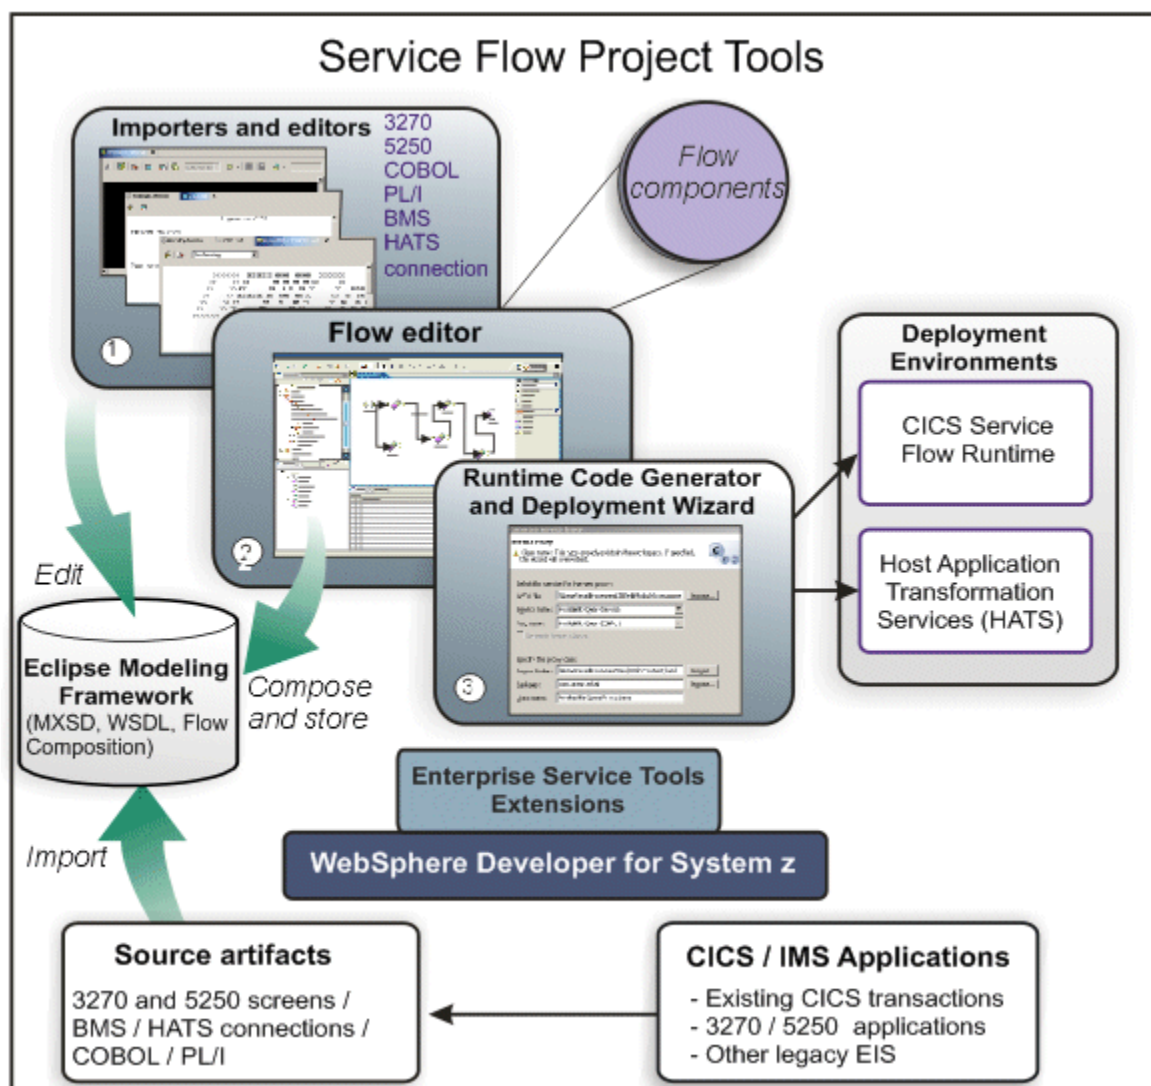 Service Flow Project Tools
Importers and editors
3270
5250
COBOL
PL/I
BMS
HATS
connection
1
Flow
components
Flow editor
2
Runtime Code Generator
and Deployment Wizard
3
Deployment
Environments
CICS Service
Flow Runtime
Host Application
Transformation
Services (HATS)
Edit
Eclipse Modeling
Framework
(MXSD, WSDL, Flow
Composition)
Compose
and store
Enterprise Service Tools
Extensions
WebSphere Developer for System z
Import
Source artifacts
3270 and 5250 screens /
BMS / HATS connections /
COBOL / PL/I
CICS / IMS Applications
- Existing CICS transactions
- 3270 / 5250 applications
- Other legacy EIS